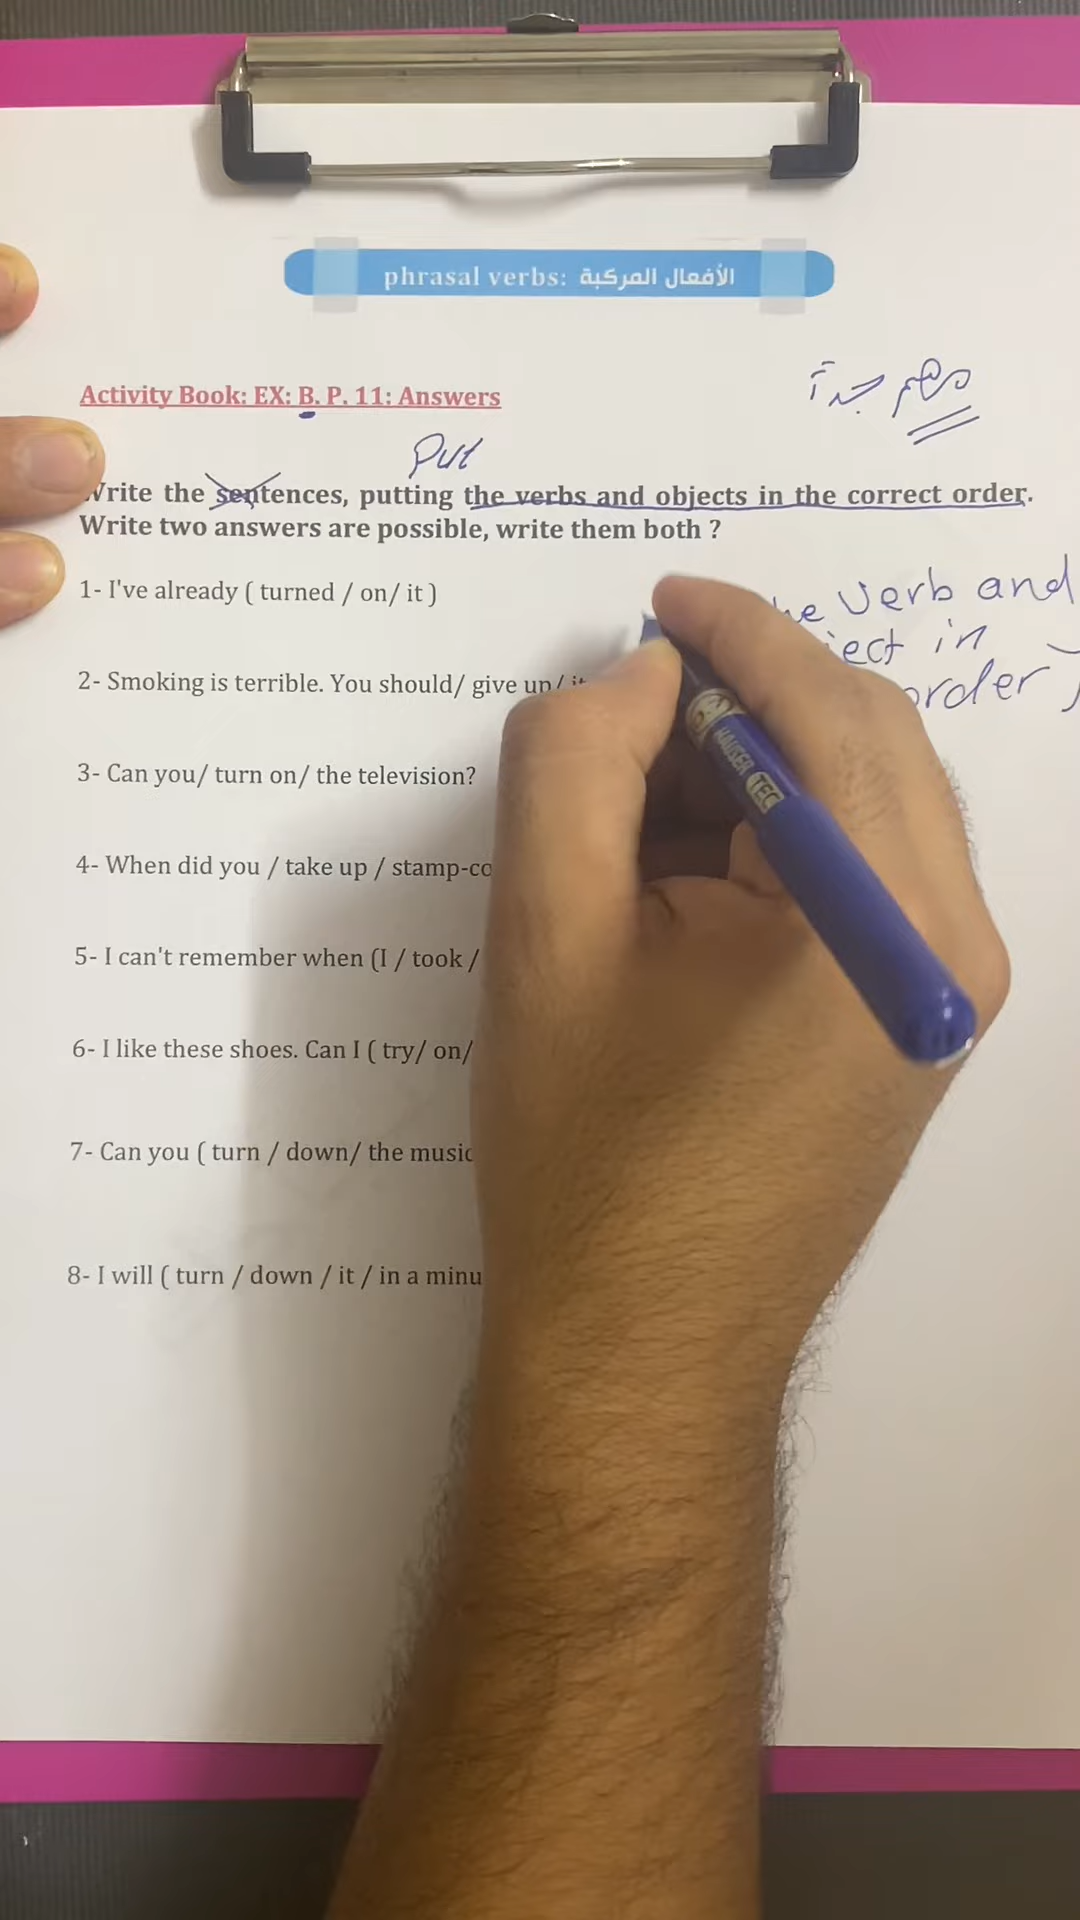 phrasal verbs: الأفعال المركبة
Activity Book: EX: B. P. 11: Answers
مهم جداً
Put
Write the sentences, putting the verbs and objects in the correct order.
Write two answers are possible, write them both ?
1- I've already ( turned / on/ it )
verb and
in
order
2- Smoking is terrible. You should/ give up/ it
3- Can you/ turn on/ the television?
4- When did you / take up / stamp-co
5- I can't remember when (I / took /
6- I like these shoes. Can I ( try/ on/
7- Can you ( turn / down/ the music
8- I will ( turn / down / it / in a minu
HAUSER TEC